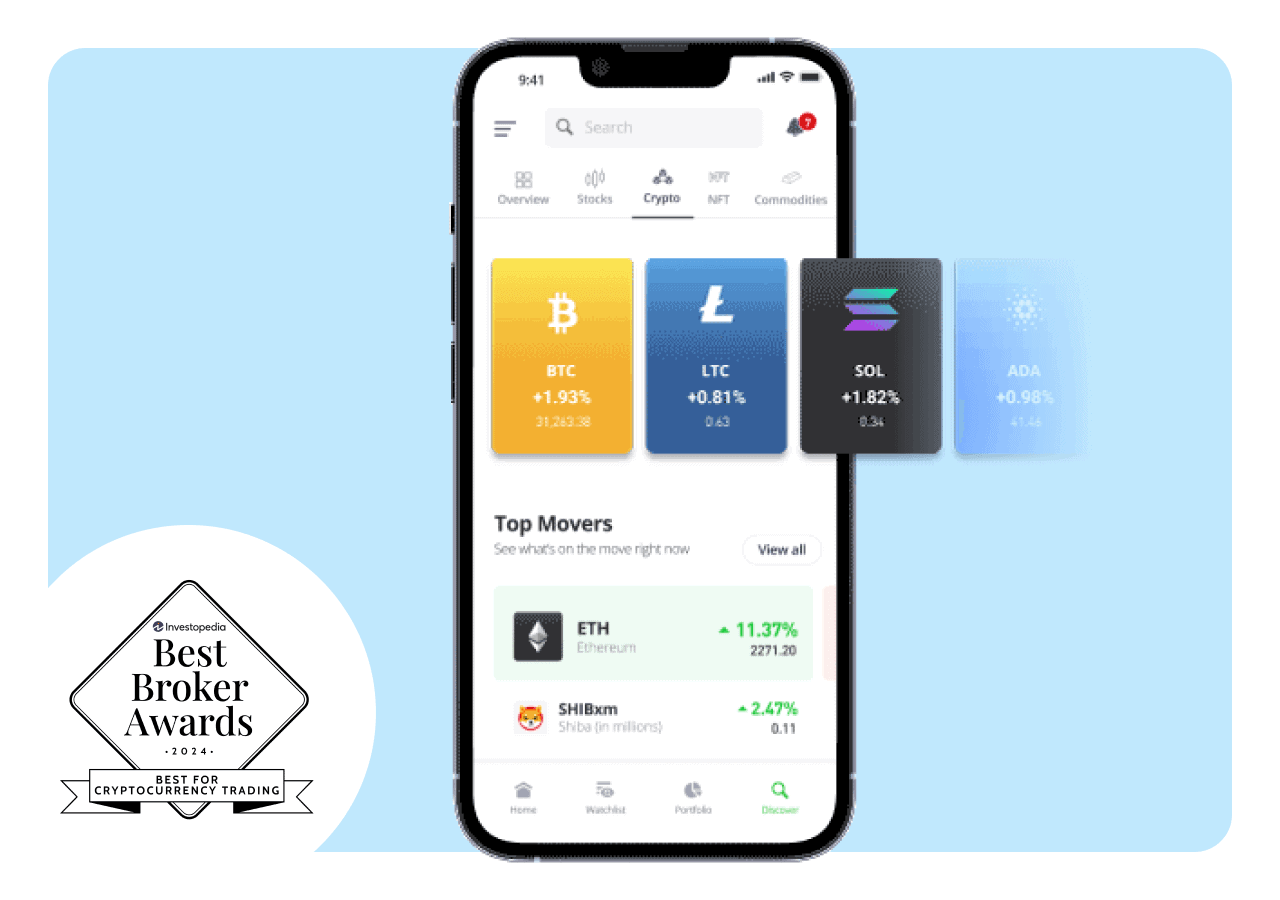 9:41
Search
7
Overview
Stocks
Crypto
NFT
NFT
Commodities
BTC
+1.93%
31,263.38
LTC
+0.81%
0.63
SOL
+1.82%
0.34
ADA
+0.98%
41.46
Top Movers
See what's on the move right now
View all
ETH
Ethereum
11.37%
2271.20
SHIBxm
Shiba (in millions)
2.47%
0.11
Home
Watchlist
Portfolio
Discover
Investopedia
Best
Broker
Awards
·2024·
BEST FOR
CRYPTOCURRENCY TRADING